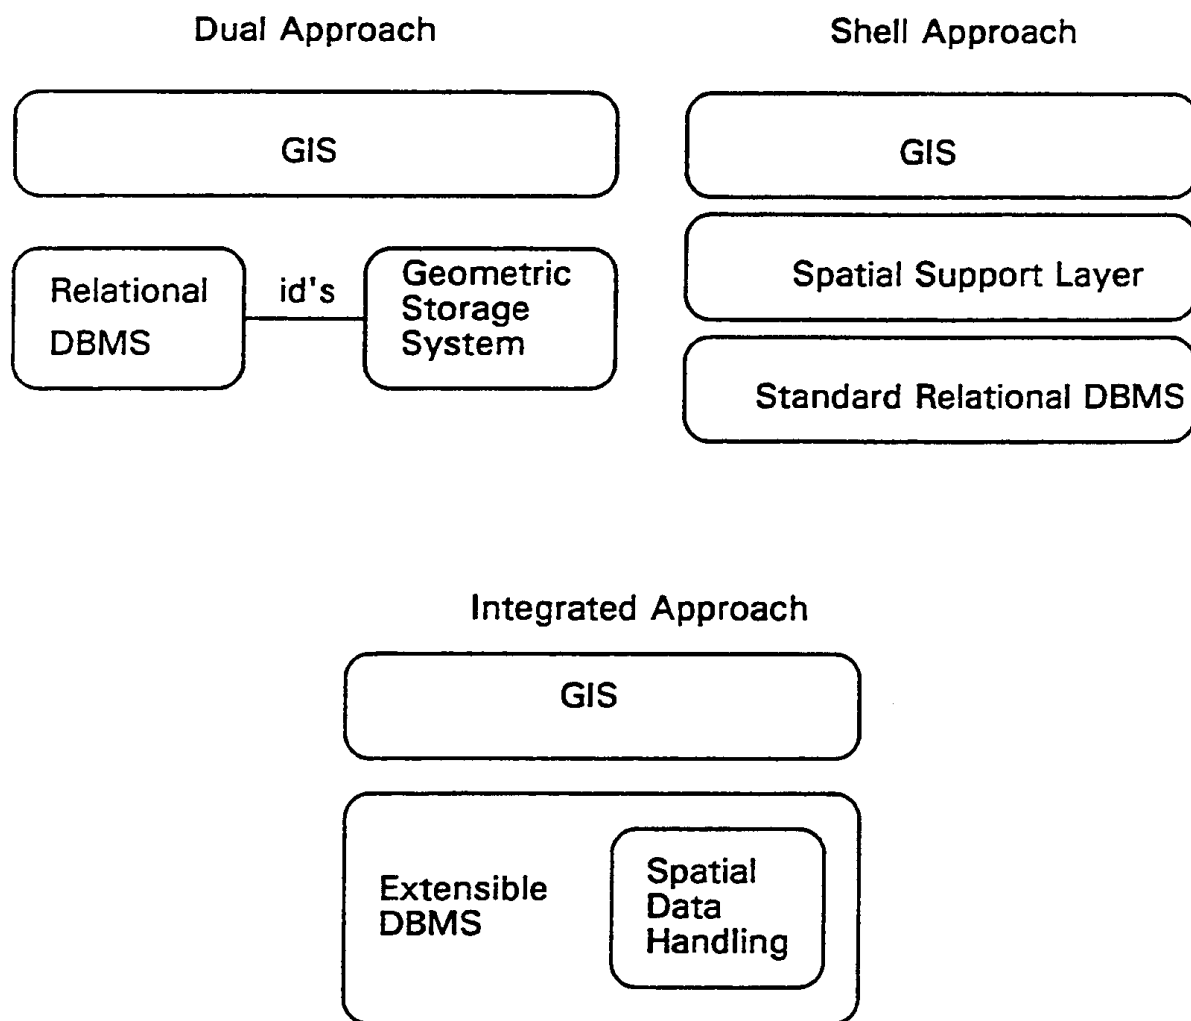 Dual Approach
GIS
Relational
DBMS
id's
Geometric
Storage
System
Shell Approach
GIS
Spatial Support Layer
Standard Relational DBMS
Integrated Approach
GIS
Extensible
DBMS
Spatial
Data
Handling